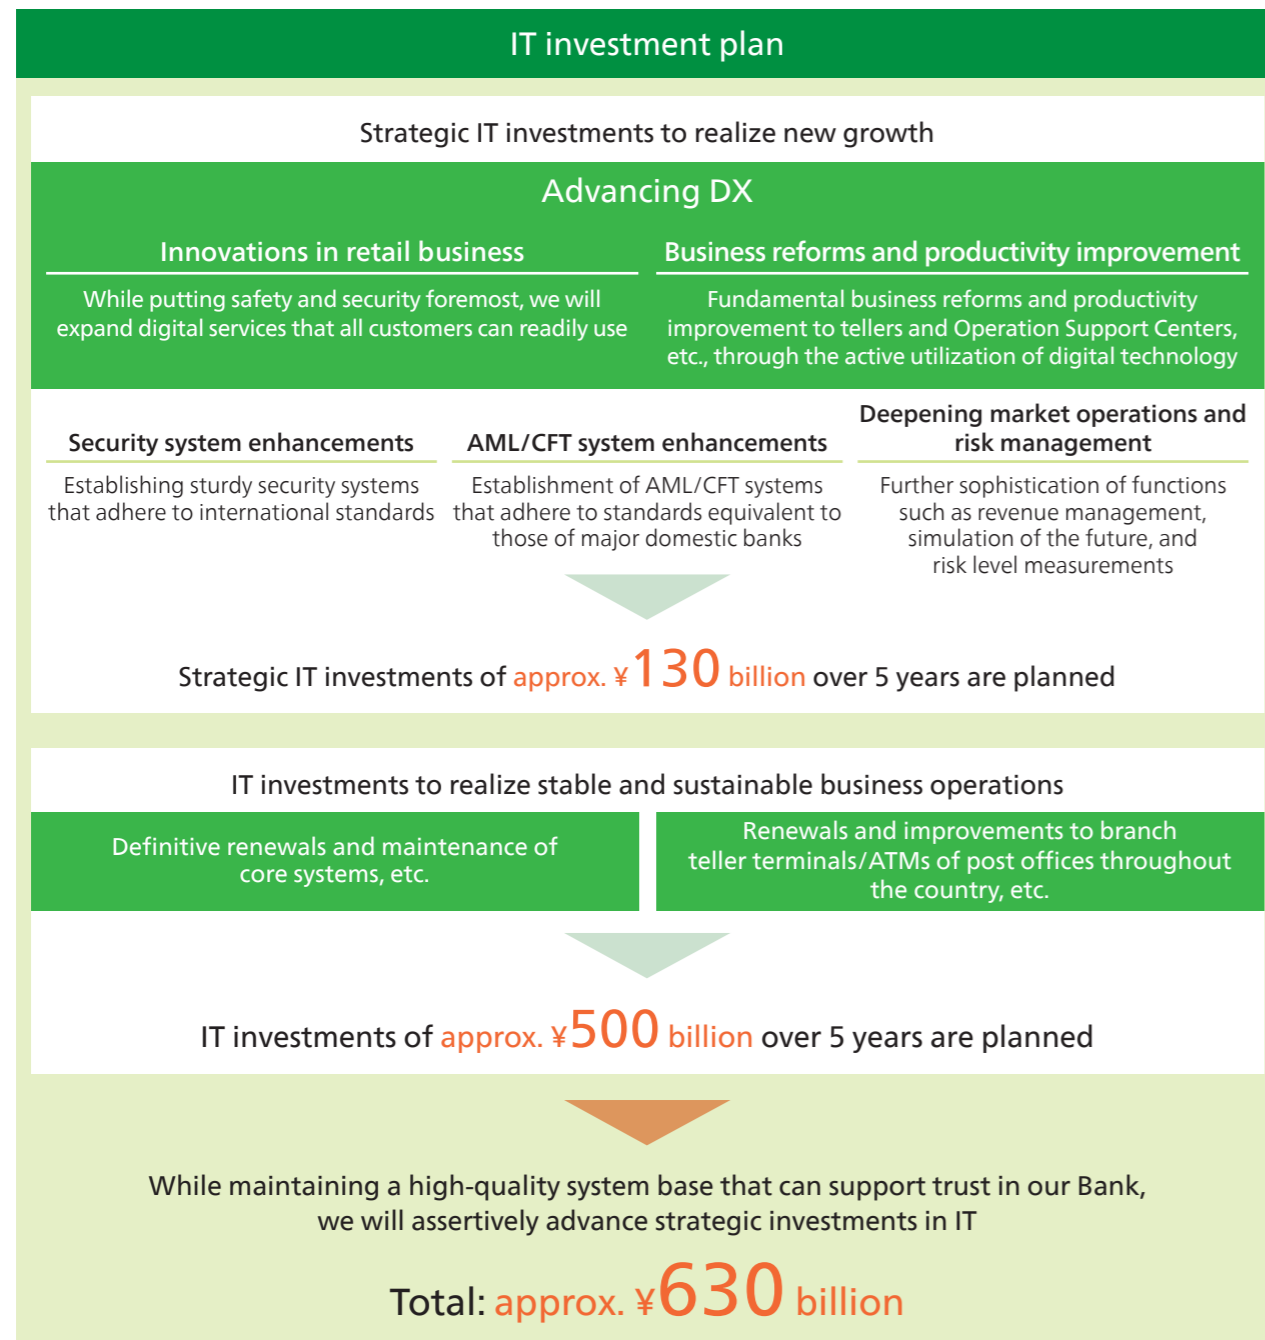 IT investment plan
Strategic IT investments to realize new growth
Advancing DX
Innovations in retail business
While putting safety and security foremost, we will
expand digital services that all customers can readily use
Business reforms and productivity improvement
Fundamental business reforms and productivity
improvement to tellers and Operation Support Centers,
etc., through the active utilization of digital technology
Security system enhancements
Establishing sturdy security systems
that adhere to international standards
AML/CFT system enhancements
Establishment of AML/CFT systems
that adhere to standards equivalent to
those of major domestic banks
Deepening market operations and
risk management
Further sophistication of functions
such as revenue management,
simulation of the future, and
risk level measurements
Strategic IT investments of approx. ¥130 billion over 5 years are planned
IT investments to realize stable and sustainable business operations
Definitive renewals and maintenance of
core systems, etc.
Renewals and improvements to branch
teller terminals/ATMs of post offices throughout
the country, etc.
IT investments of approx. ¥500 billion over 5 years are planned
While maintaining a high-quality system base that can support trust in our Bank,
we will assertively advance strategic investments in IT
Total: approx. ¥630 billion